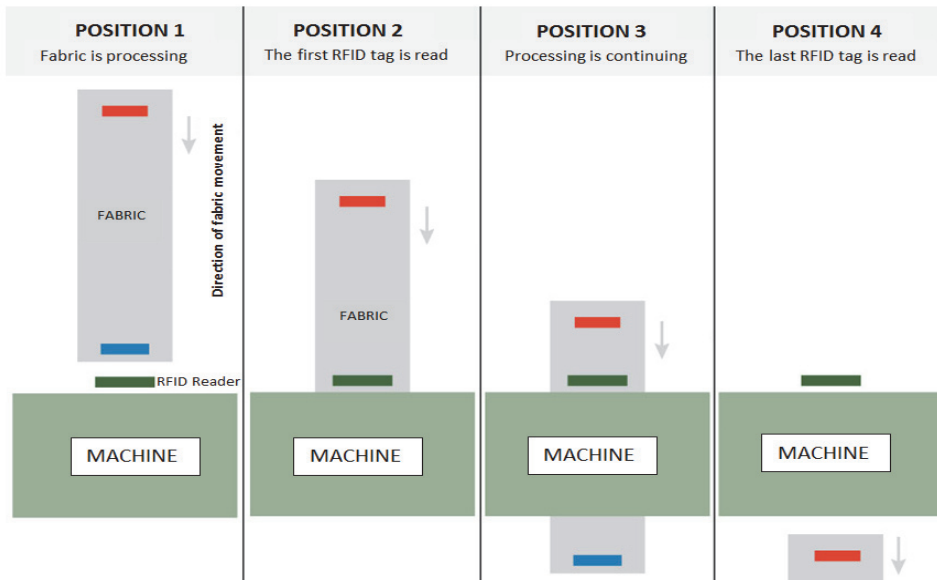 POSITION 1
Fabric is processing
POSITION 2
The first RFID tag is read
POSITION 3
Processing is continuing
POSITION 4
The last RFID tag is read
FABRIC
Direction of fabric movement
RFID Reader
MACHINE
FABRIC
MACHINE
MACHINE
MACHINE